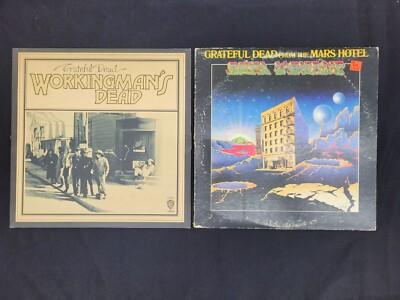 Grateful Dead
WORKINGMAN'S
DEAD
GRATEFUL DEAD FROM THE MARS HOTEL